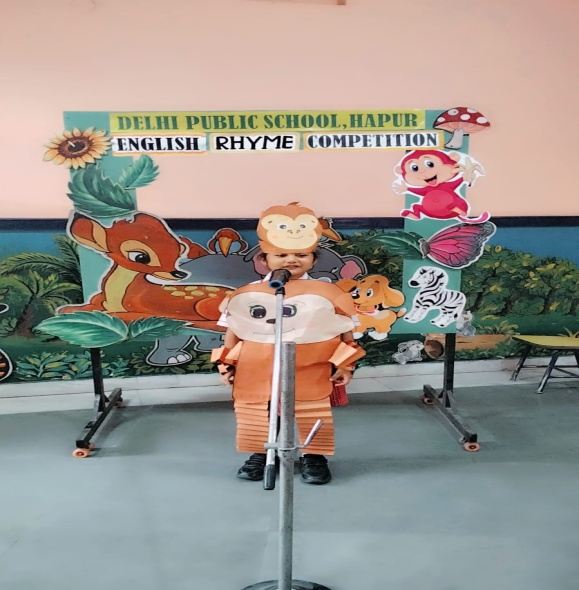 DELHI PUBLIC SCHOOL, HAPUR
ENGLISH RHYME COMPETITION